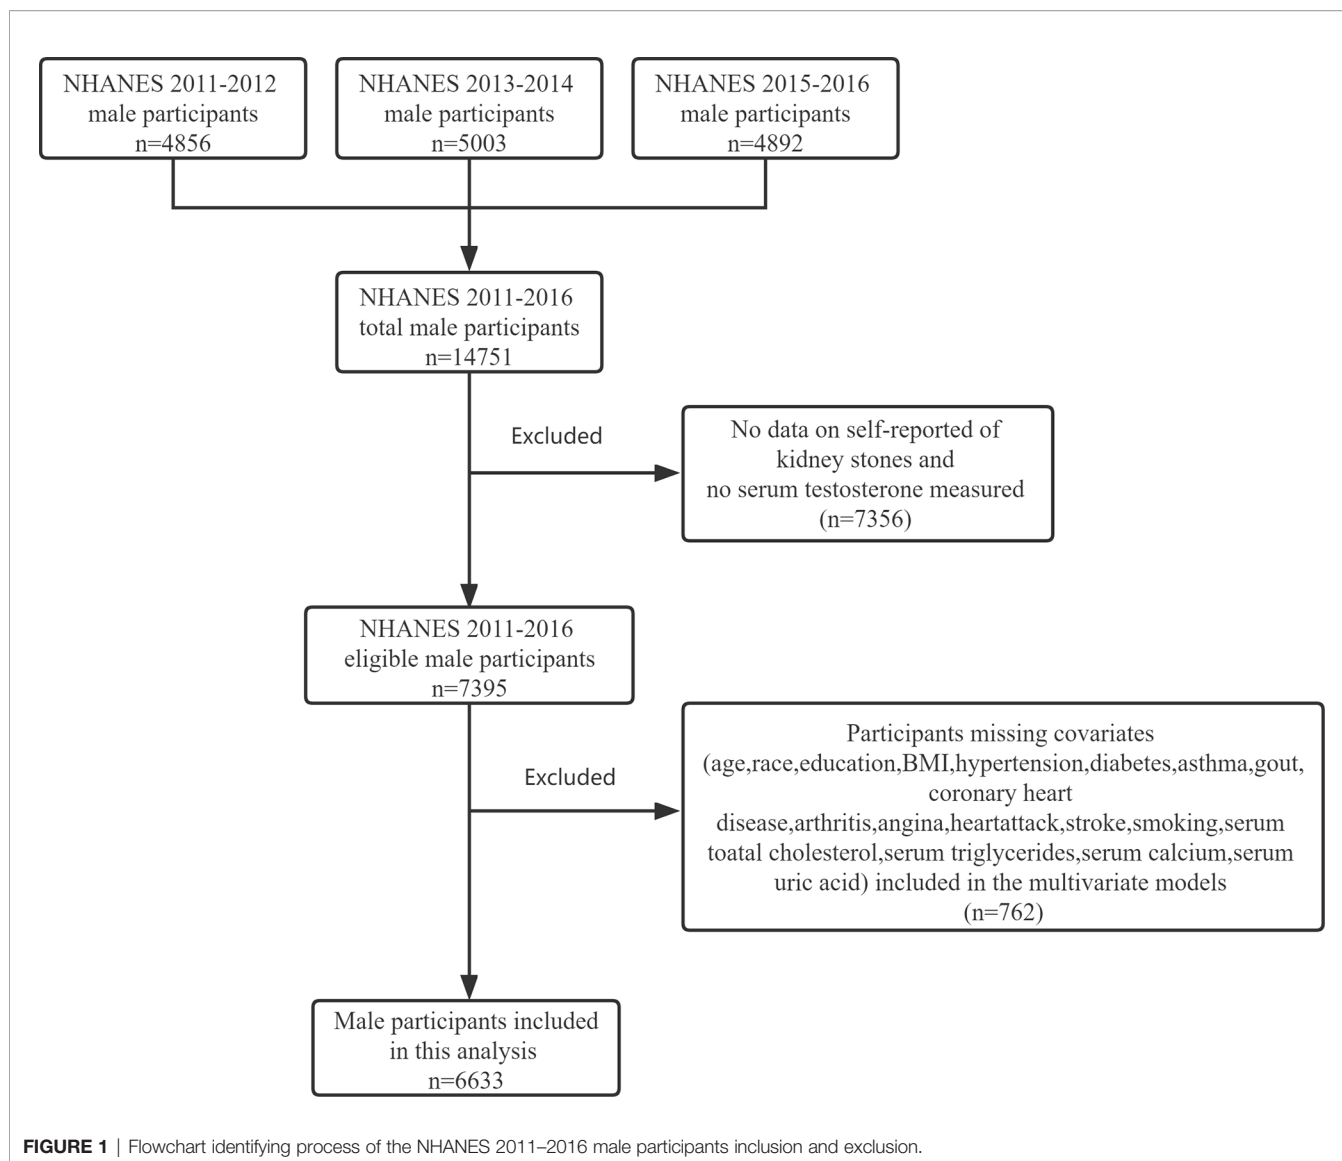 NHANES 2011-2012
male participants
n=4856
NHANES 2013-2014
male participants
n=5003
NHANES 2015-2016
male participants
n=4892
NHANES 2011-2016
total male participants
n=14751
Excluded
No data on self-reported of
kidney stones and
no serum testosterone measured
(n=7356)
NHANES 2011-2016
eligible male participants
n=7395
Excluded
Participants missing covariates
(age,race,education,BMI,hypertension,diabetes,asthma,gout,
coronary heart
disease,arthritis,angina,heartattack,stroke,smoking,serum
toatal cholesterol,serum triglycerides,serum calcium,serum
uric acid) included in the multivariate models
(n=762)
Male participants included
in this analysis
n=6633
FIGURE 1 | Flowchart identifying process of the NHANES 2011–2016 male participants inclusion and exclusion.